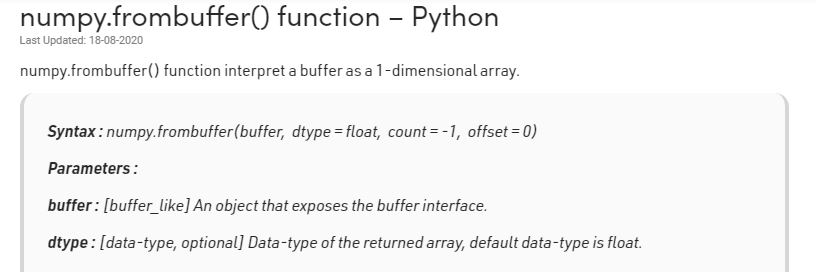 numpy.frombuffer() function – Python
Last Updated: 18-08-2020
numpy.frombuffer() function interpret a buffer as a 1-dimensional array.
Syntax : numpy.frombuffer(buffer, dtype = float, count = -1, offset = 0)
Parameters :
buffer : [buffer_like] An object that exposes the buffer interface.
dtype : [data-type, optional] Data-type of the returned array, default data-type is float.